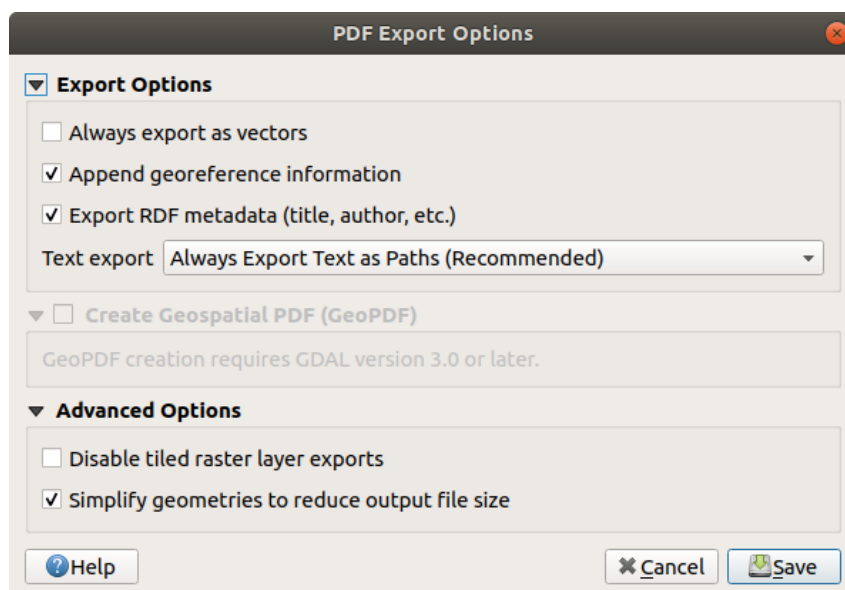 PDF Export Options
Export Options
Always export as vectors
Append georeference information
Export RDF metadata (title, author, etc.)
Text export Always Export Text as Paths (Recommended)
Create Geospatial PDF (GeoPDF)
GeoPDF creation requires GDAL version 3.0 or later.
Advanced Options
Disable tiled raster layer exports
Simplify geometries to reduce output file size
Help Cancel Save